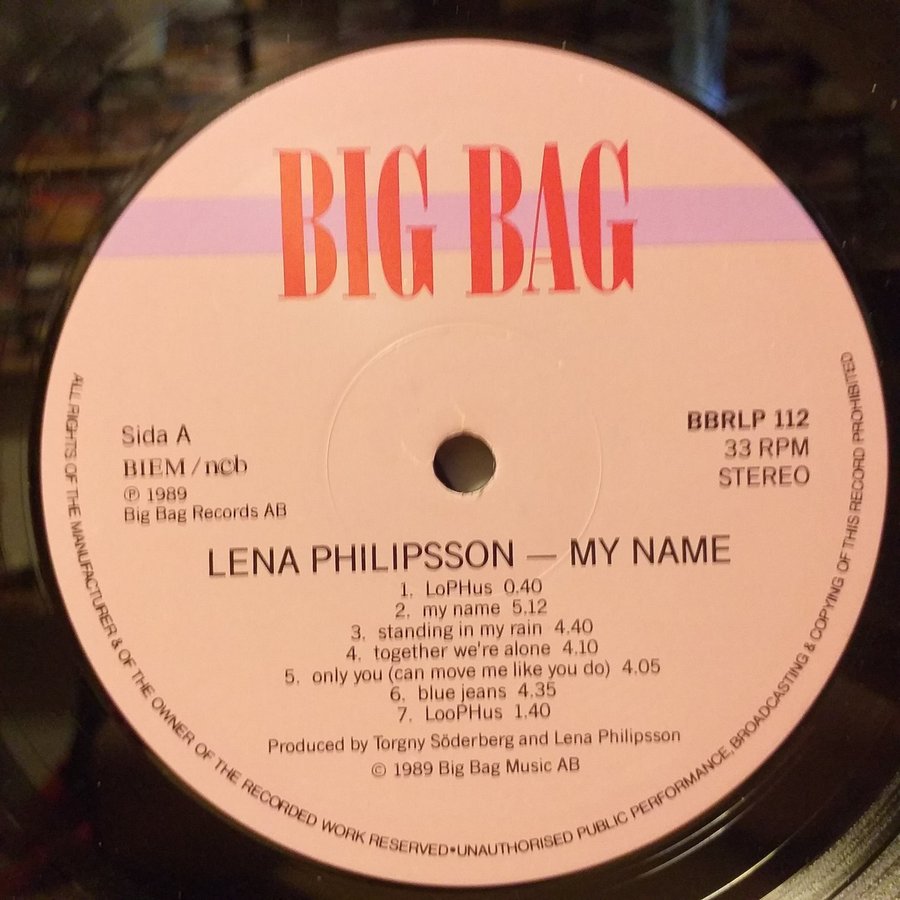 BIG BAG
Sida A
BIEM/n©b
℗ 1989
Big Bag Records AB
BBRLP 112
33 RPM
STEREO
LENA PHILIPSSON — MY NAME
1. LoPHus 0.40
2. my name 5.12
3. standing in my rain 4.40
4. together we're alone 4.10
5. only you (can move me like you do) 4.05
6. blue jeans 4.35
7. LooPHus 1.40
Produced by Torgny Söderberg and Lena Philipsson
© 1989 Big Bag Music AB
ALL RIGHTS OF THE MANUFACTURER & OF THE OWNER OF THE RECORDED WORK RESERVED•UNAUTHORISED PUBLIC PERFORMANCE, BROADCASTING & COPYING OF THIS RECORD PROHIBITED